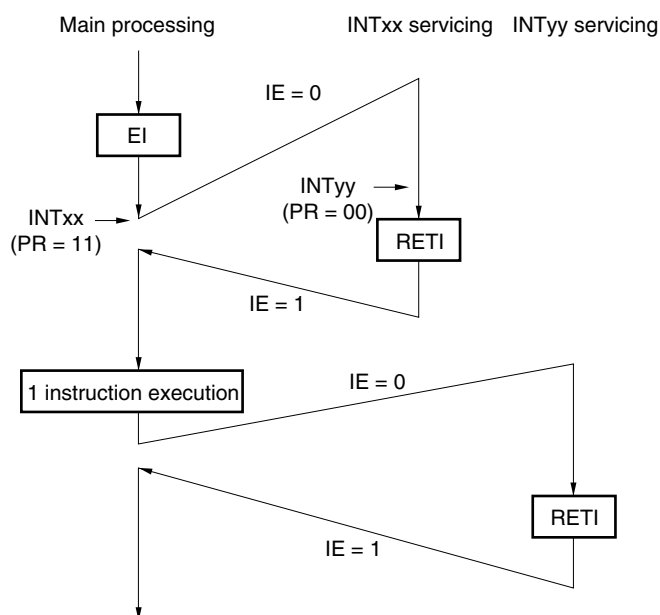 Main processing
INTxx servicing
INTyy servicing
IE = 0
EI
INTyy
(PR = 00)
INTxx
(PR = 11)
RETI
IE = 1
1 instruction execution
IE = 0
RETI
IE = 1